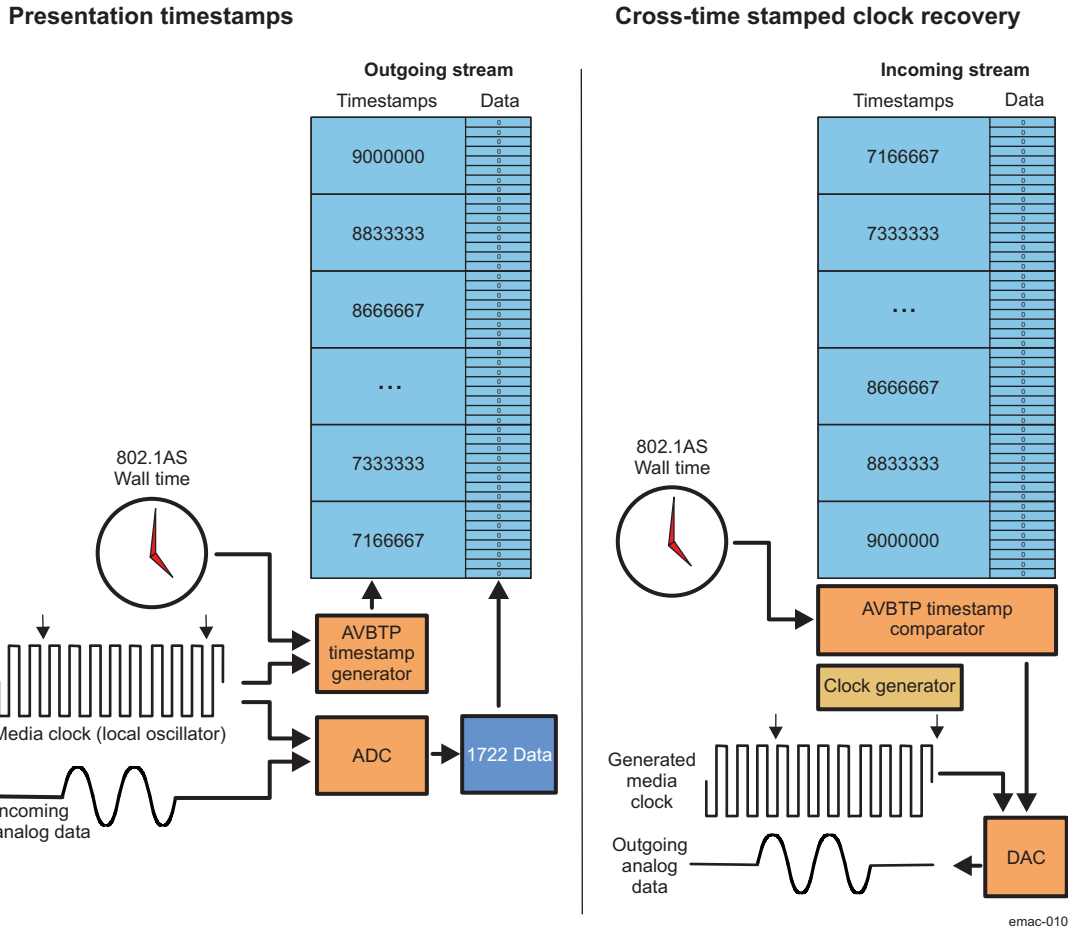 Presentation timestamps
Outgoing stream
Timestamps Data
9000000
8833333
8666667
...
7333333
7166667
802.1AS
Wall time
AVBTP
timestamp
generator
Media clock (local oscillator)
ADC
1722 Data
ncoming
analog data
Cross-time stamped clock recovery
Incoming stream
Timestamps Data
7166667
7333333
...
8666667
8833333
9000000
802.1AS
Wall time
AVBTP timestamp
comparator
Clock generator
Generated
media
clock
Outgoing
analog
data
DAC
emac-010